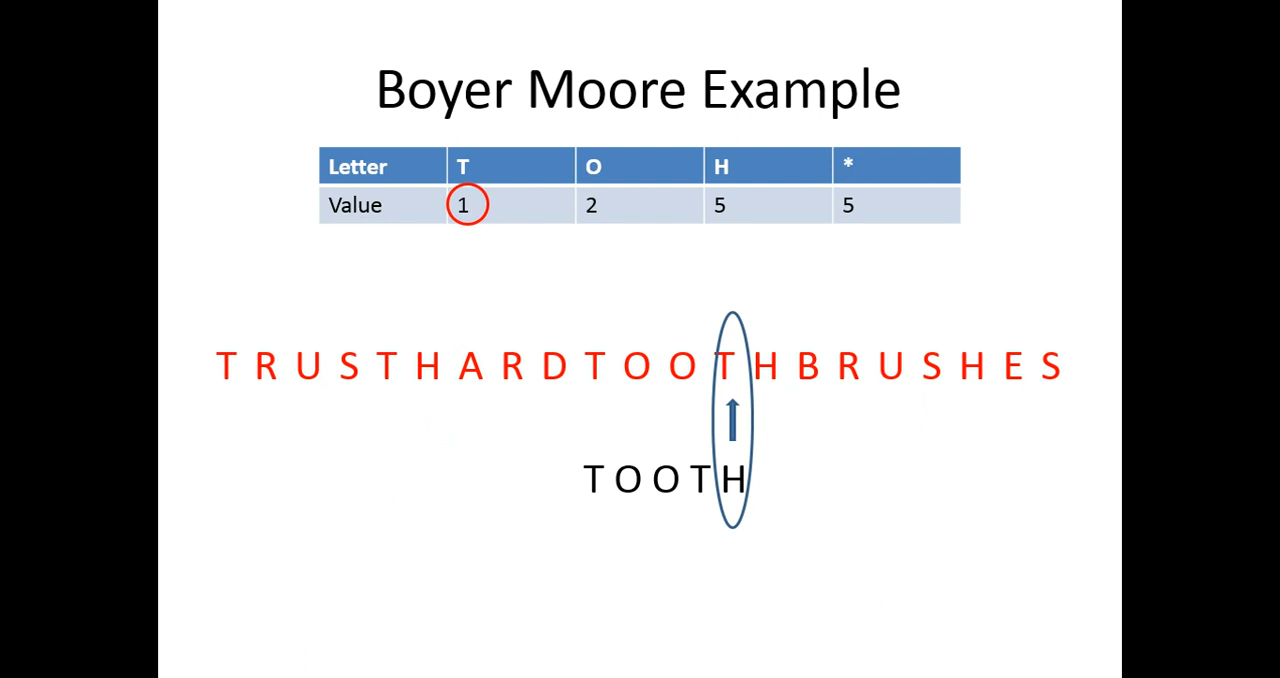 Boyer Moore Example
Letter T O H *
Value 1 2 5 5
T R U S T H A R D T O O T H B R U S H E S
T O O T H